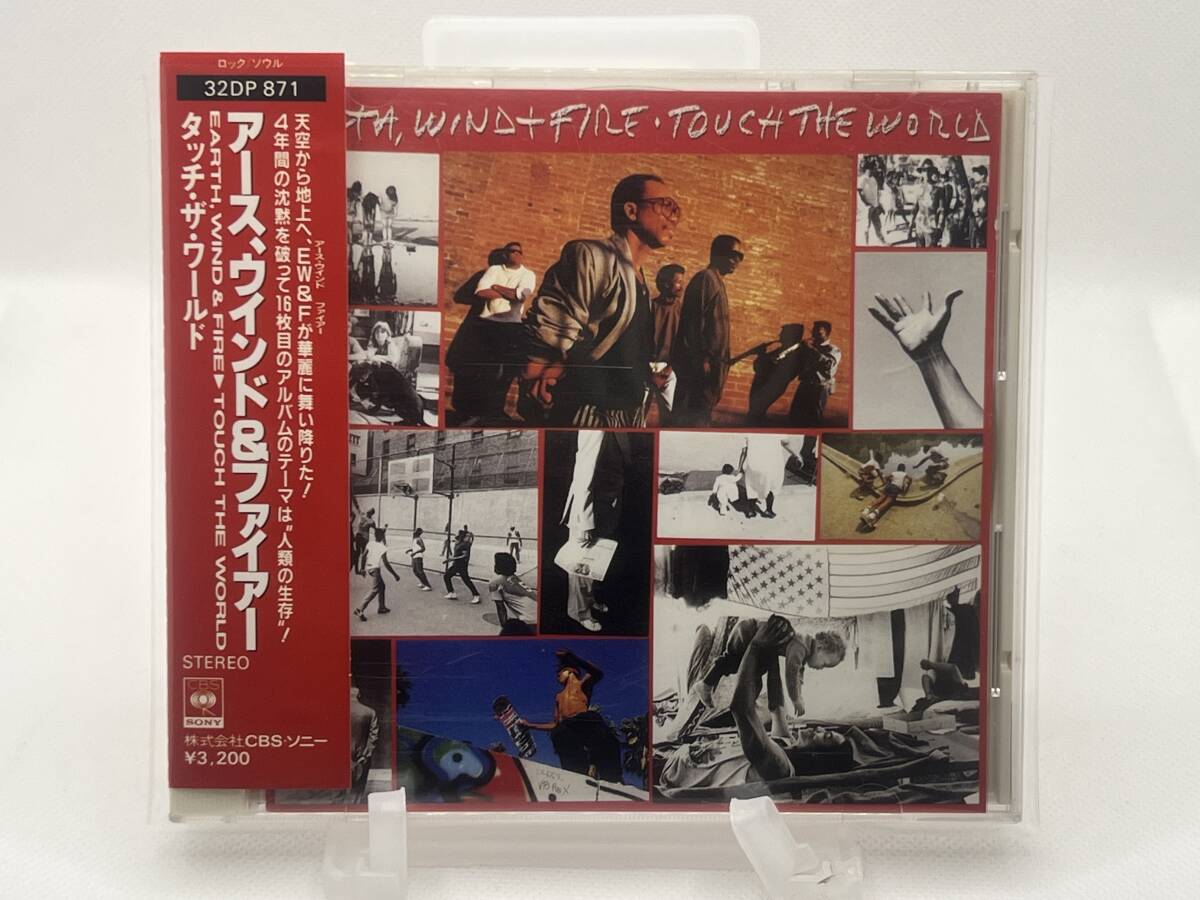 ロック/ソウル
32DP 871
天空から地上へ、EW&Fが華麗に舞い降りた!
アース・ウインド ファイアー
4年間の沈黙を破って16枚目のアルバムのテーマは"人類の生存"!
アース、ウインド&ファイアー
EARTH, WIND & FIRE▼TOUCH THE WORLD
タッチ・ザ・ワールド
STEREO
CBS
SONY
株式会社CBS・ソニー
¥3,200
TH, WIND + FIRE · TOUCH THE WORLD